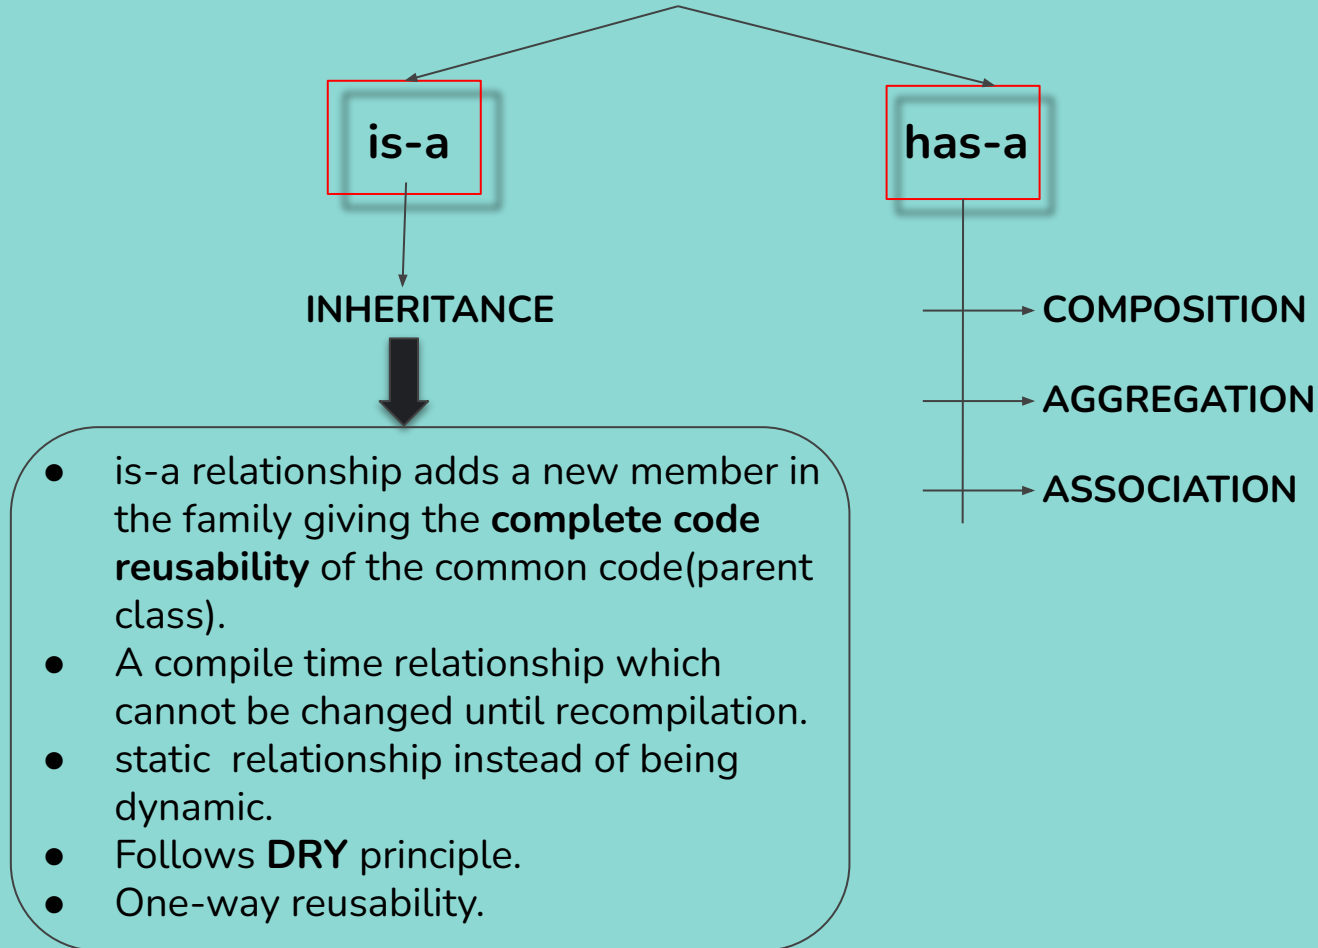 is-a
has-a
INHERITANCE
COMPOSITION
AGGREGATION
ASSOCIATION
● is-a relationship adds a new member in
the family giving the complete code
reusability of the common code(parent
class).
● A compile time relationship which
cannot be changed until recompilation.
● static  relationship instead of being
dynamic.
● Follows DRY principle.
● One-way reusability.